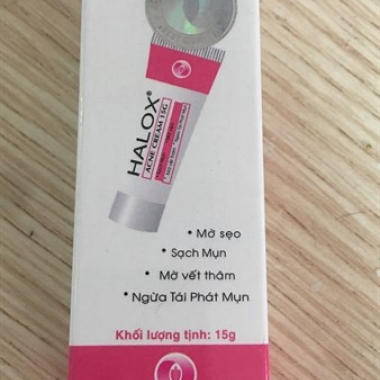 HALOX®
ACNE CREAM 15G
• Mờ sẹo
• Sạch Mụn
• Mờ vết thâm
• Ngừa Tái Phát Mụn
Khối lượng tịnh: 15g